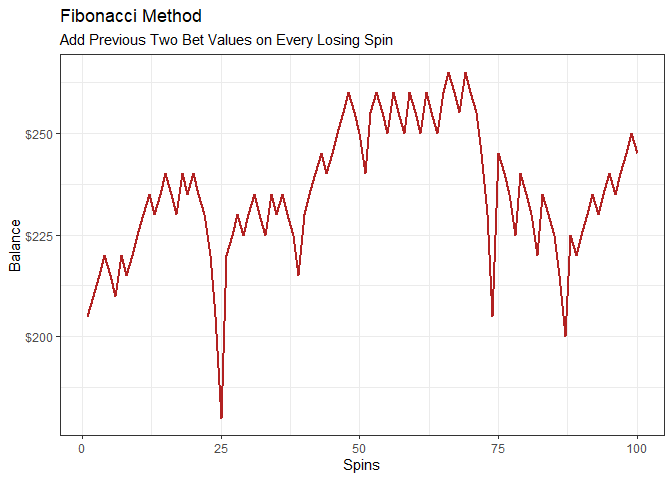 Fibonacci Method
Add Previous Two Bet Values on Every Losing Spin
$250
$225
$200
Balance
0 25 50 75 100
Spins